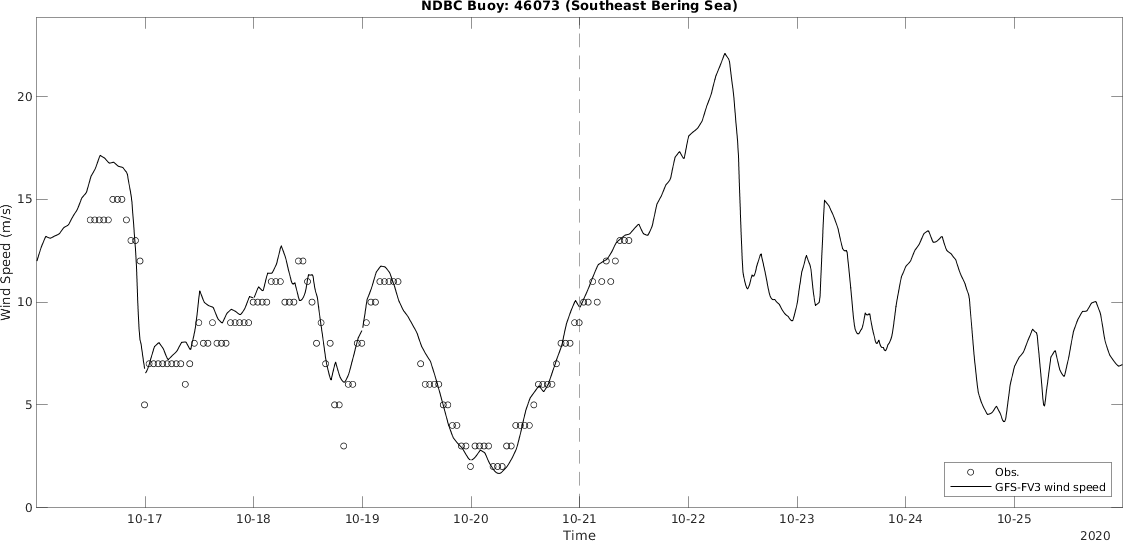 NDBC Buoy: 46073 (Southeast Bering Sea)
Wind Speed (m/s)
20
15
10
5
0
10-17 10-18 10-19 10-20 10-21 10-22 10-23 10-24 10-25
Time
2020
Obs.
GFS-FV3 wind speed